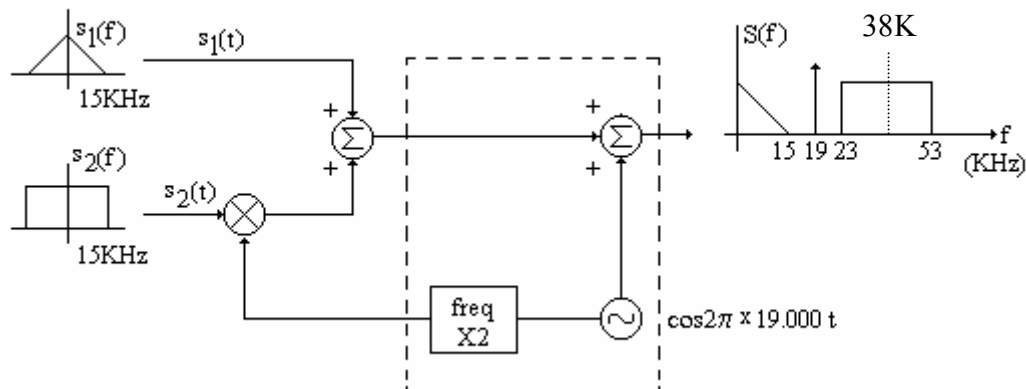 s1(f)
s1(t)
15KHz
+
Σ
+
s2(f)
s2(t)
15KHz
freq
X2
+
Σ
+
cos2π x 19.000 t
38K
S(f)
15 19 23 53
f
(KHz)